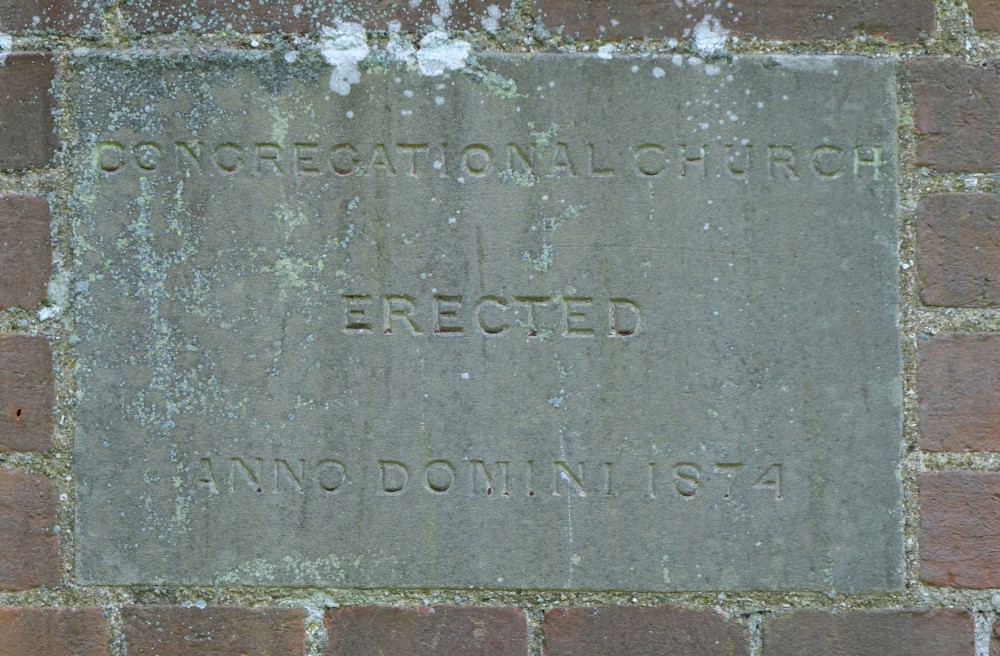 CONGREGATIONAL CHURCH
ERECTED
ANNO DOMINI 1874